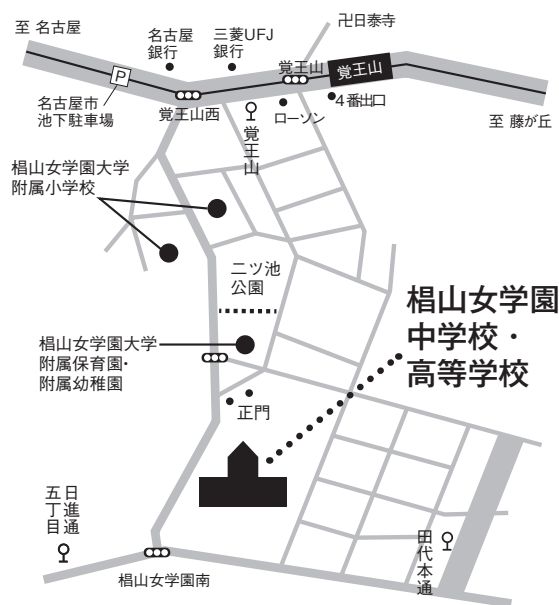 至 名古屋
名古屋
銀行
三菱UFJ
銀行
卍日泰寺
覚王山
覚王山
P
名古屋市
池下駐車場
覚王山西
覚王山
ローソン
4番出口
至 藤が丘
椙山女学園大学
附属小学校
二ツ池
公園
椙山女学園
中学校・
高等学校
椙山女学園大学
附属保育園・
附属幼稚園
正門
日進通
五丁目
田代本通
椙山女学園南